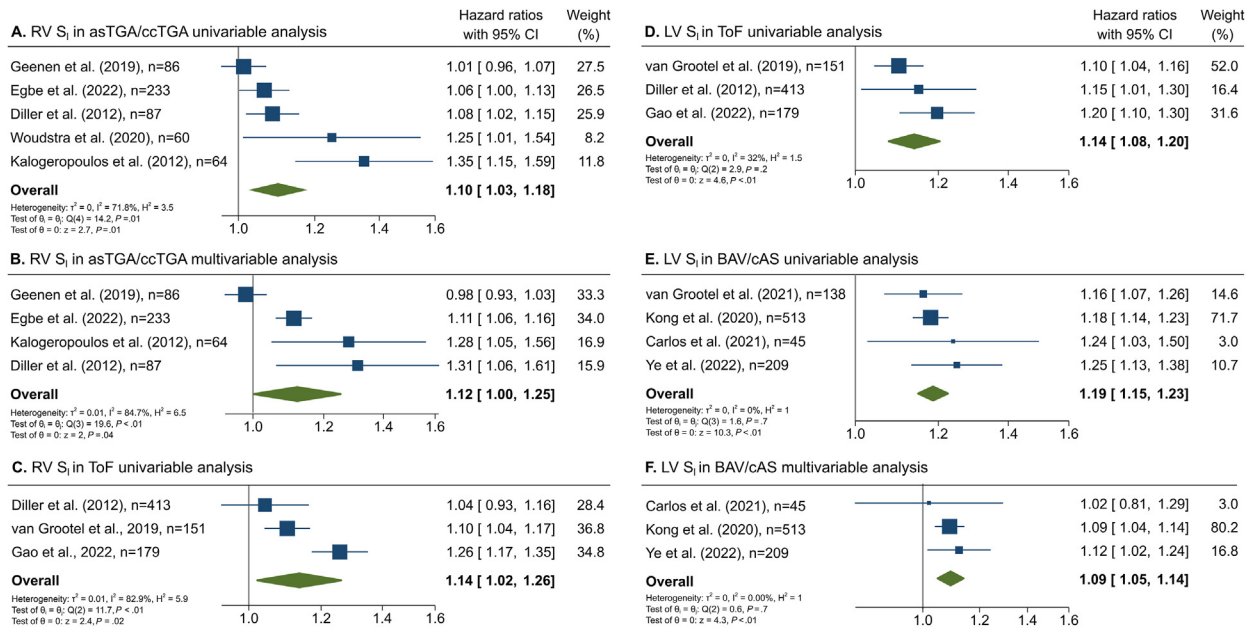 Hazard ratios Weight
A. RV Sl in asTGA/ccTGA univariable analysis with 95% CI (%)
Geenen et al. (2019), n=86 1.01 [ 0.96, 1.07] 27.5
Egbe et al. (2022), n=233 1.06 [ 1.00, 1.13] 26.5
Diller et al. (2012), n=87 1.08 [ 1.02, 1.15] 25.9
Woudstra et al. (2020), n=60 1.25 [ 1.01, 1.54] 8.2
Kalogeropoulos et al. (2012), n=64 1.35 [ 1.15, 1.59] 11.8
Overall 1.10 [ 1.03, 1.18]
Heterogeneity: τ² = 0, I² = 71.8%, H² = 3.5
Test of θi = θj: Q(4) = 14.2, P=.01
Test of θ = 0: z = 2.7, P=.01
1.0 1.2 1.4 1.6
B. RV Sl in asTGA/ccTGA multivariable analysis
Geenen et al. (2019), n=86 0.98 [ 0.93, 1.03] 33.3
Egbe et al. (2022), n=233 1.11 [ 1.06, 1.16] 34.0
Kalogeropoulos et al. (2012), n=64 1.28 [ 1.05, 1.56] 16.9
Diller et al. (2012), n=87 1.31 [ 1.06, 1.61] 15.9
Overall 1.12 [ 1.00, 1.25]
Heterogeneity: τ² = 0.01, I² = 84.7%, H² = 6.5
Test of θi = θj: Q(3) = 19.6, P<.01
Test of θ = 0: z = 2, P=.04
1.0 1.2 1.4 1.6
C. RV Sl in ToF univariable analysis
Diller et al. (2012), n=413 1.04 [ 0.93, 1.16] 28.4
van Grootel et al., 2019, n=151 1.10 [ 1.04, 1.17] 36.8
Gao et al., 2022, n=179 1.26 [ 1.17, 1.35] 34.8
Overall 1.14 [ 1.02, 1.26]
Heterogeneity: τ² = 0.01, I² = 82.9%, H² = 5.9
Test of θi = θj: Q(2) = 11.7, P<.01
Test of θ = 0: z = 2.4, P=.02
1.0 1.2 1.4 1.6
Hazard ratios Weight
D. LV Sl in ToF univariable analysis with 95% CI (%)
van Grootel et al. (2019), n=151 1.10 [ 1.04, 1.16] 52.0
Diller et al. (2012), n=413 1.15 [ 1.01, 1.30] 16.4
Gao et al. (2022), n=179 1.20 [ 1.10, 1.30] 31.6
Overall 1.14 [ 1.08, 1.20]
Heterogeneity: τ² = 0, I² = 32%, H² = 1.5
Test of θi = θj: Q(2) = 2.9, P=.2
Test of θ = 0: z = 4.6, P<.01
1.0 1.2 1.4 1.6
E. LV Sl in BAV/cAS univariable analysis
van Grootel et al. (2021), n=138 1.16 [ 1.07, 1.26] 14.6
Kong et al. (2020), n=513 1.18 [ 1.14, 1.23] 71.7
Carlos et al. (2021), n=45 1.24 [ 1.03, 1.50] 3.0
Ye et al. (2022), n=209 1.25 [ 1.13, 1.38] 10.7
Overall 1.19 [ 1.15, 1.23]
Heterogeneity: τ² = 0, I² = 0%, H² = 1
Test of θi = θj: Q(3) = 1.6, P=.7
Test of θ = 0: z = 10.3, P<.01
1.0 1.2 1.4 1.6
F. LV Sl in BAV/cAS multivariable analysis
Carlos et al. (2021), n=45 1.02 [ 0.81, 1.29] 3.0
Kong et al. (2020), n=513 1.09 [ 1.04, 1.14] 80.2
Ye et al. (2022), n=209 1.12 [ 1.02, 1.24] 16.8
Overall 1.09 [ 1.05, 1.14]
Heterogeneity: τ² = 0, I² = 0.00%, H² = 1
Test of θi = θj: Q(2) = 0.6, P=.7
Test of θ = 0: z = 4.3, P<.01
1.0 1.2 1.4 1.6